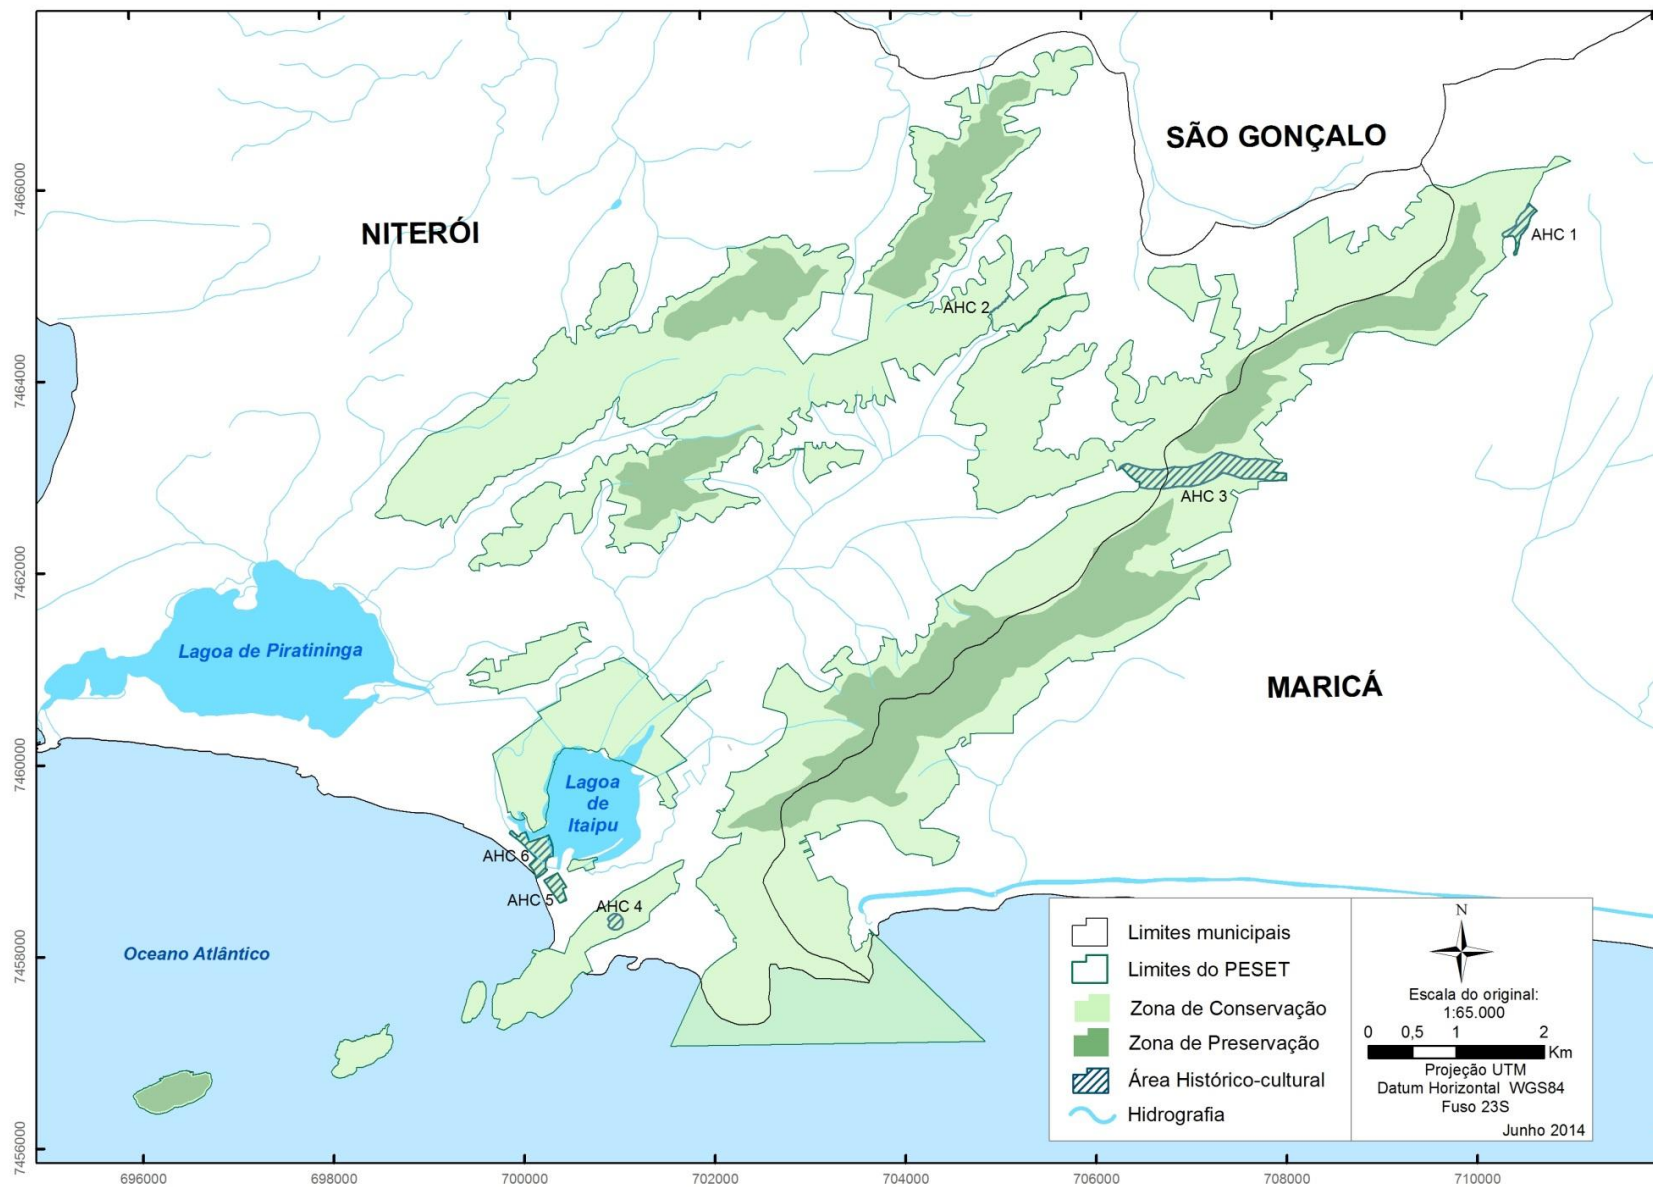 SÃO GONÇALO
NITERÓI
AHC 1
AHC 2
AHC 3
Lagoa de Piratininga
MARICÁ
Lagoa
de
Itaipu
AHC 6
AHC 5
AHC 4
Oceano Atlântico
Limites municipais
Limites do PESET
Zona de Conservação
Zona de Preservação
Área Histórico-cultural
Hidrografia
N
Escala do original:
1:65.000
0 0,5 1 2
Km
Projeção UTM
Datum Horizontal WGS84
Fuso 23S
Junho 2014
7466000
7464000
7462000
7460000
7458000
7456000
696000 698000 700000 702000 704000 706000 708000 710000